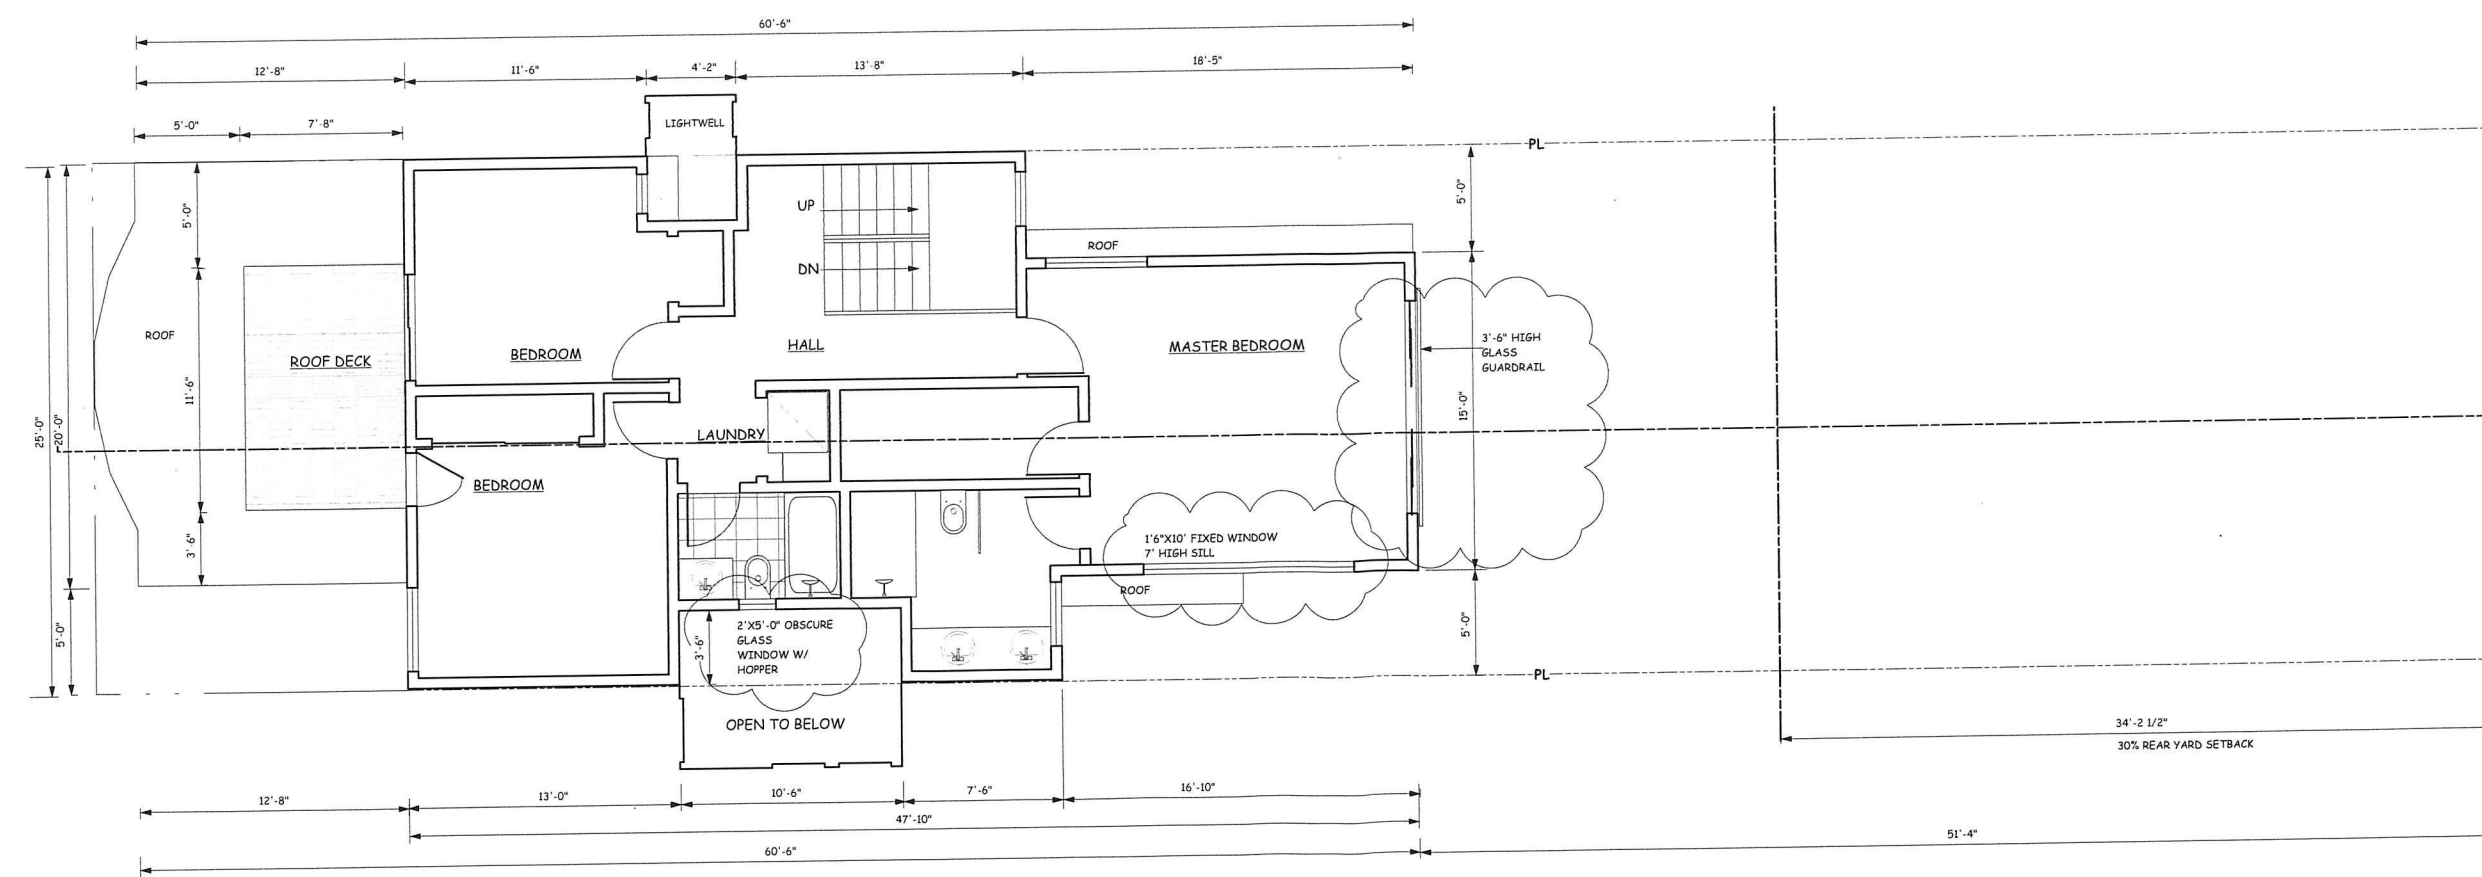 60'-6"
12'-8"
11'-6"
4'-2"
13'-8"
18'-5"
5'-0"
7'-8"
LIGHTWELL
PL
5'-0"
5'-0"
UP
DN
ROOF
ROOF
ROOF DECK
BEDROOM
HALL
MASTER BEDROOM
3'-6" HIGH
GLASS
GUARDRAIL
25'-0"
20'-0"
11'-6"
15'-0"
LAUNDRY
BEDROOM
3'-6"
1'6"X10' FIXED WINDOW
7' HIGH SILL
ROOF
5'-0"
3'-6"
2'X5'-0" OBSCURE
GLASS
WINDOW W/
HOPPER
5'-0"
PL
OPEN TO BELOW
34'-2 1/2"
30% REAR YARD SETBACK
12'-8"
13'-0"
10'-6"
7'-6"
16'-10"
47'-10"
51'-4"
60'-6"